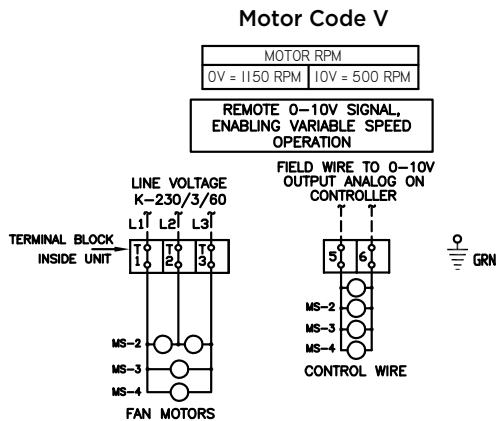 Motor Code V
MOTOR RPM
0V = 1150 RPM 10V = 500 RPM
REMOTE 0-10V SIGNAL,
ENABLING VARIABLE SPEED
OPERATION
LINE VOLTAGE
K-230/3/60
L1 L2 L3
FIELD WIRE TO 0-10V
OUTPUT ANALOG ON
CONTROLLER
TERMINAL BLOCK
INSIDE UNIT
T1 T2 T3
5 6
GRN
MS-2
MS-3
MS-4
FAN MOTORS
MS-2
MS-3
MS-4
CONTROL WIRE